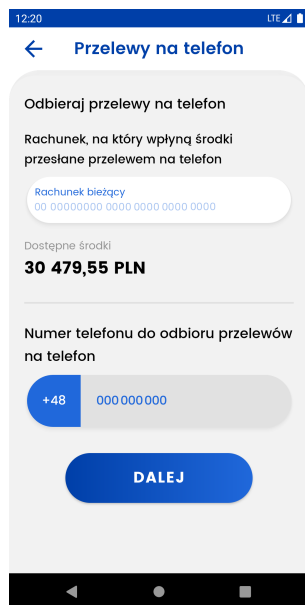 12:20 LTE
Przelewy na telefon
Odbieraj przelewy na telefon
Rachunek, na który wpłyną środki
przesłane przelewem na telefon
Rachunek bieżący
00 00000000 0000 0000 0000 0000
Dostępne środki
30 479,55 PLN
Numer telefonu do odbioru przelewów
na telefon
+48 000 000 000
DALEJ